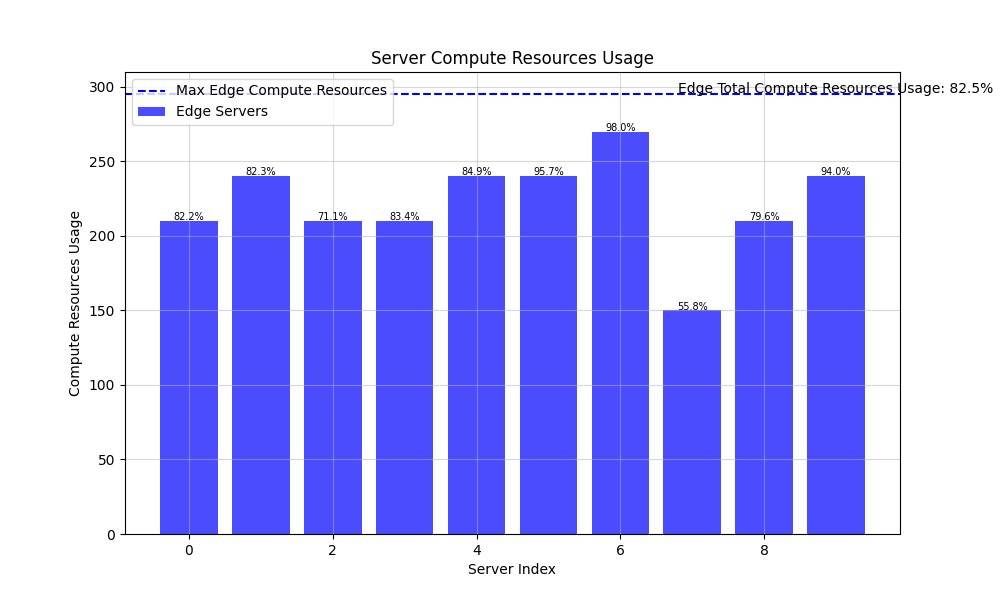 Server Compute Resources Usage
Max Edge Compute Resources
Edge Servers
Edge Total Compute Resources Usage: 82.5%
Compute Resources Usage
300
250
200
150
100
50
0
82.2%
82.3%
71.1%
83.4%
84.9%
95.7%
98.0%
55.8%
79.6%
94.0%
0 2 4 6 8
Server Index